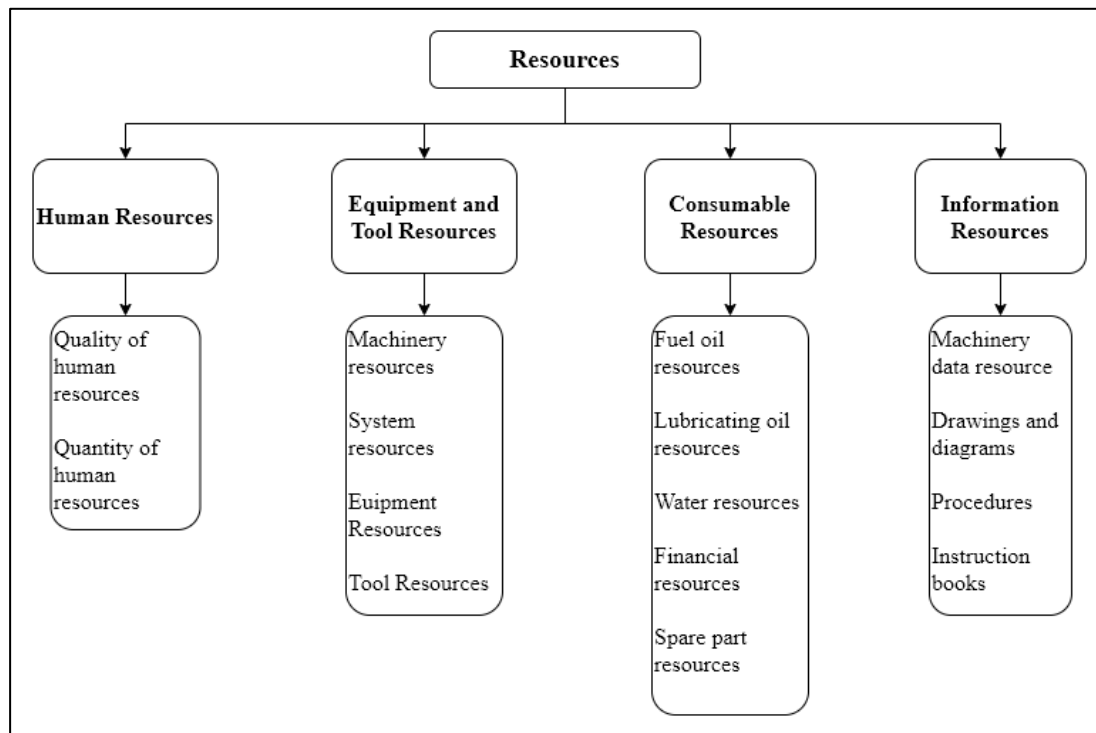 Resources
Human Resources
Equipment and
Tool Resources
Consumable
Resources
Information
Resources
Quality of
human
resources
Quantity of
human
resources
Machinery
resources
System
resources
Euipment
Resources
Tool Resources
Fuel oil
resources
Lubricating oil
resources
Water resources
Financial
resources
Spare part
resources
Machinery
data resource
Drawings and
diagrams
Procedures
Instruction
books